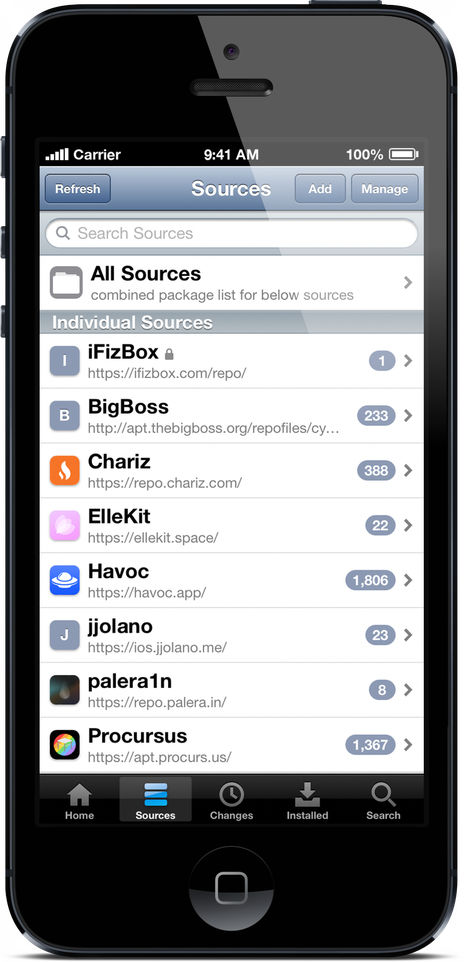 Carrier 9:41 AM 100%
Refresh Sources Add Manage
Search Sources
All Sources
combined package list for below sources
Individual Sources
I iFizBox 1
https://ifizbox.com/repo/
B BigBoss 233
http://apt.thebigboss.org/repofiles/cy…
Chariz 388
https://repo.chariz.com/
ElleKit 22
https://ellekit.space/
Havoc 1,806
https://havoc.app/
J jjolano 23
https://ios.jjolano.me/
palera1n 8
https://repo.palera.in/
Procursus 1,367
https://apt.procurs.us/
Home Sources Changes Installed Search